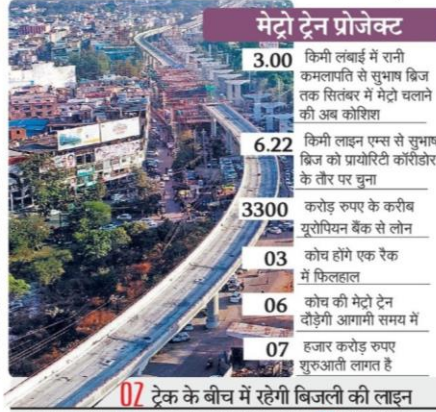 मेट्रो ट्रेन प्रोजेक्ट
3.00 किमी लंबाई में रानी
कमलापति से सुभाष ब्रिज
तक सितंबर में मेट्रो चलाने
की अब कोशिश
6.22 किमी लाइन एम्स से सुभाष
ब्रिज को प्रायोरिटी कॉरीडोर
के तौर पर चुना
3300 करोड़ रुपए के करीब
यूरोपियन बैंक से लोन
03 कोच होंगे एक रैक
में फिलहाल
06 कोच की मेट्रो ट्रेन
दौड़ेगी आगामी समय में
07 हजार करोड़ रुपए
शुरुआती लागत है
02 ट्रेक के बीच में रहेगी बिजली की लाइन